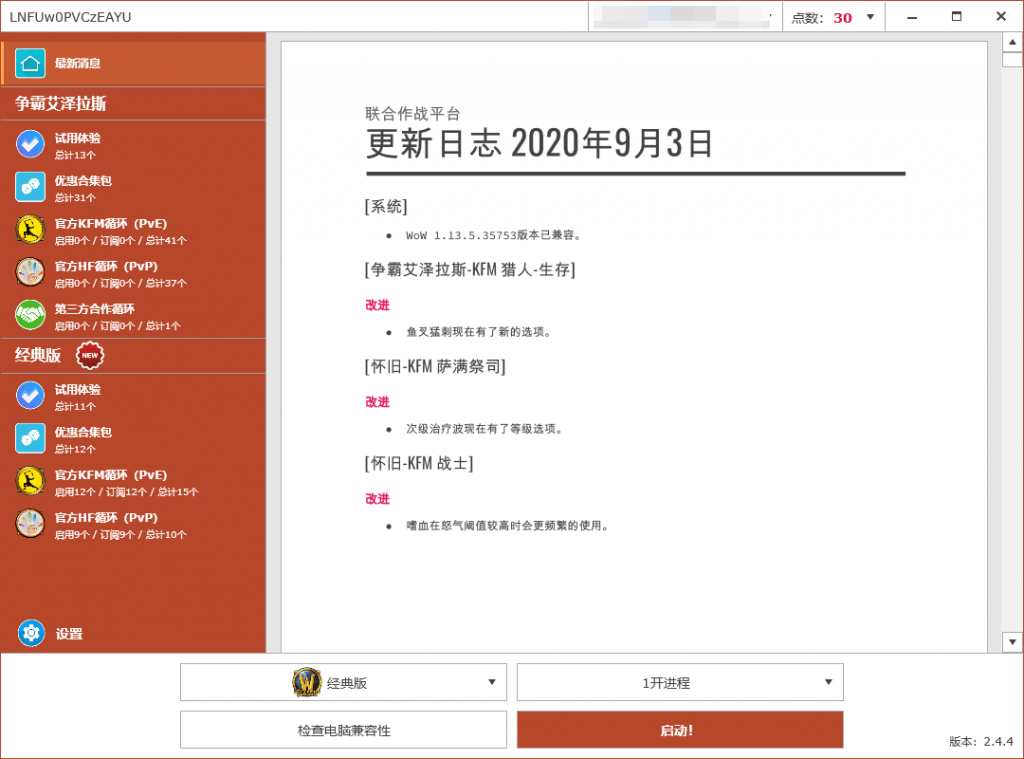 LNFUw0PVCzEAYU
点数: 30
最新消息
争霸艾泽拉斯
试用体验
总计13个
优惠合集包
总计31个
官方KFM循环 (PvE)
启用0个 / 订阅0个 / 总计41个
官方HF循环 (PvP)
启用0个 / 订阅0个 / 总计37个
第三方合作循环
启用0个 / 订阅0个 / 总计1个
经典版 NEW
试用体验
总计11个
优惠合集包
总计12个
官方KFM循环 (PvE)
启用12个 / 订阅12个 / 总计15个
官方HF循环 (PvP)
启用9个 / 订阅9个 / 总计10个
设置
联合作战平台
更新日志 2020年9月3日
[系统]
• WoW 1.13.5.35753版本已兼容。
[争霸艾泽拉斯-KFM 猎人-生存]
改进
• 鱼叉猛刺现在有了新的选项。
[怀旧-KFM 萨满祭司]
改进
• 次级治疗波现在有了等级选项。
[怀旧-KFM 战士]
改进
• 嗜血在怒气阈值较高时会更频繁的使用。
经典版
1开进程
检查电脑兼容性
启动!
版本: 2.4.4